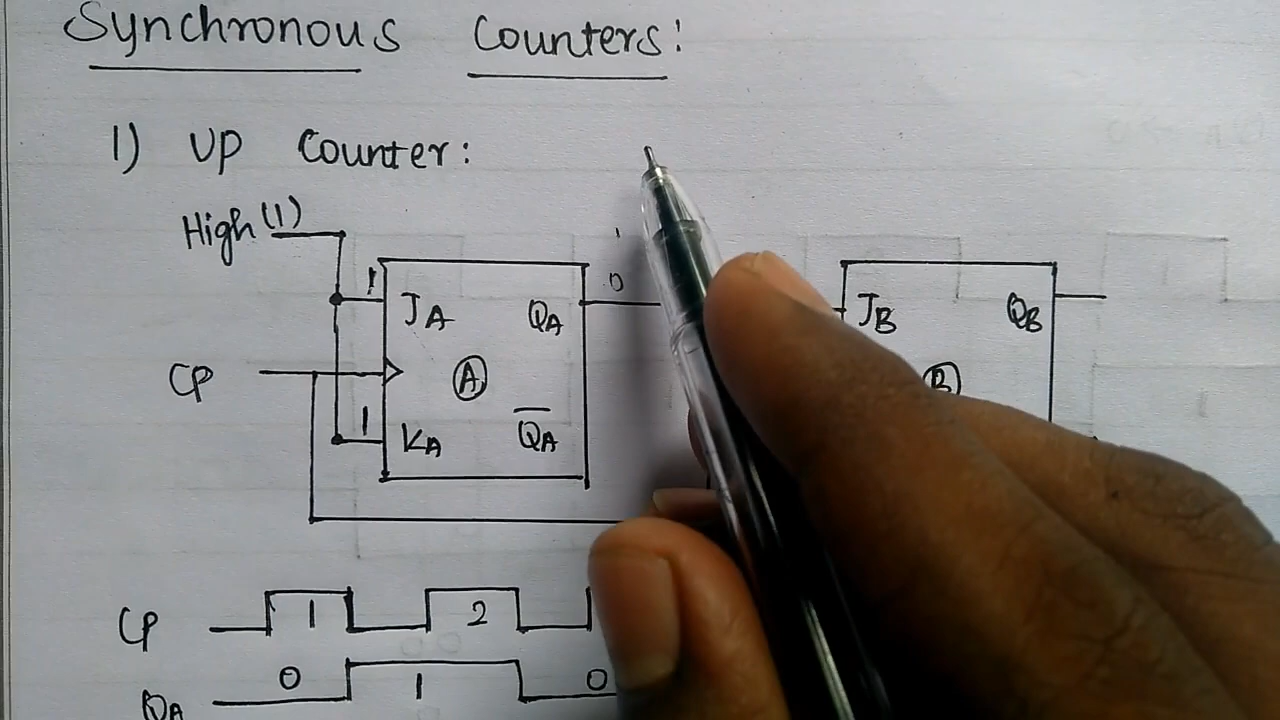 Synchronous Counters:
1) UP Counter:
High (1)
1 JA QA 0 JB QB
CP A B
1 KA Q̅A̅
CP 1 2
QA 0 1 0